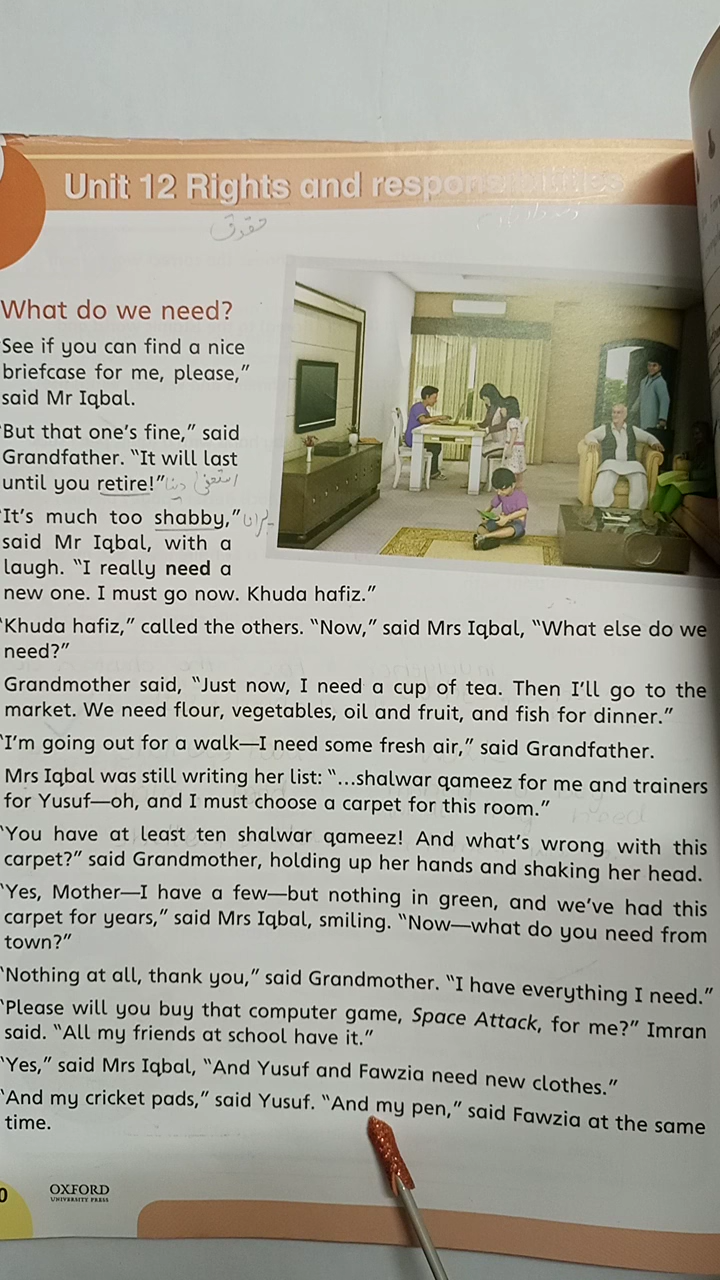 Unit 12 Rights and responsibilities
حقوق
What do we need?
See if you can find a nice
briefcase for me, please,”
said Mr Iqbal.
“But that one’s fine,” said
Grandfather. “It will last
until you retire!”
“It’s much too shabby,”
said Mr Iqbal, with a
laugh. “I really need a
new one. I must go now. Khuda hafiz.”
“Khuda hafiz,” called the others. “Now,” said Mrs Iqbal, “What else do we
need?”
Grandmother said, “Just now, I need a cup of tea. Then I’ll go to the
market. We need flour, vegetables, oil and fruit, and fish for dinner.”
“I’m going out for a walk—I need some fresh air,” said Grandfather.
Mrs Iqbal was still writing her list: “...shalwar qameez for me and trainers
for Yusuf—oh, and I must choose a carpet for this room.”
“You have at least ten shalwar qameez! And what’s wrong with this
carpet?” said Grandmother, holding up her hands and shaking her head.
“Yes, Mother—I have a few—but nothing in green, and we’ve had this
carpet for years,” said Mrs Iqbal, smiling. “Now—what do you need from
town?”
“Nothing at all, thank you,” said Grandmother. “I have everything I need.”
“Please will you buy that computer game, Space Attack, for me?” Imran
said. “All my friends at school have it.”
“Yes,” said Mrs Iqbal, “And Yusuf and Fawzia need new clothes.”
“And my cricket pads,” said Yusuf. “And my pen,” said Fawzia at the same
time.
0
OXFORD
UNIVERSITY PRESS